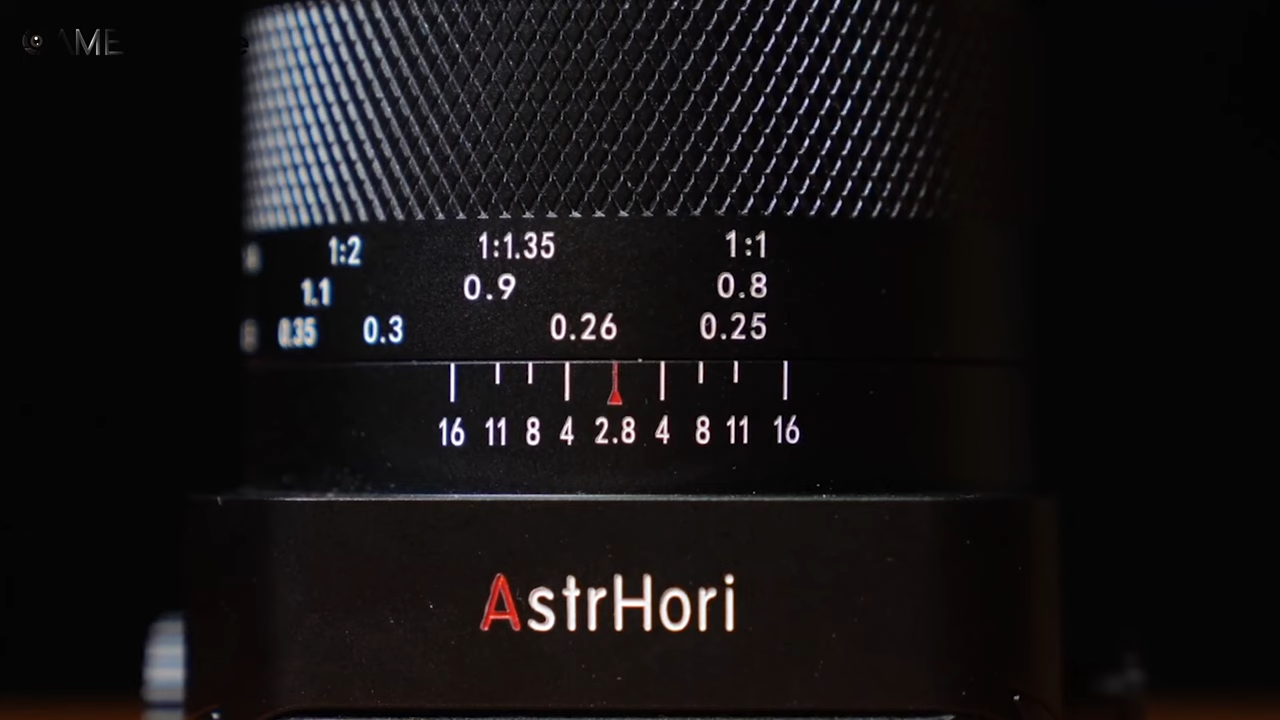 AME
1:2 1:1.35 1:1
1.1 0.9 0.8
0.35 0.3 0.26 0.25
16 11 8 4 2.8 4 8 11 16
AstrHori